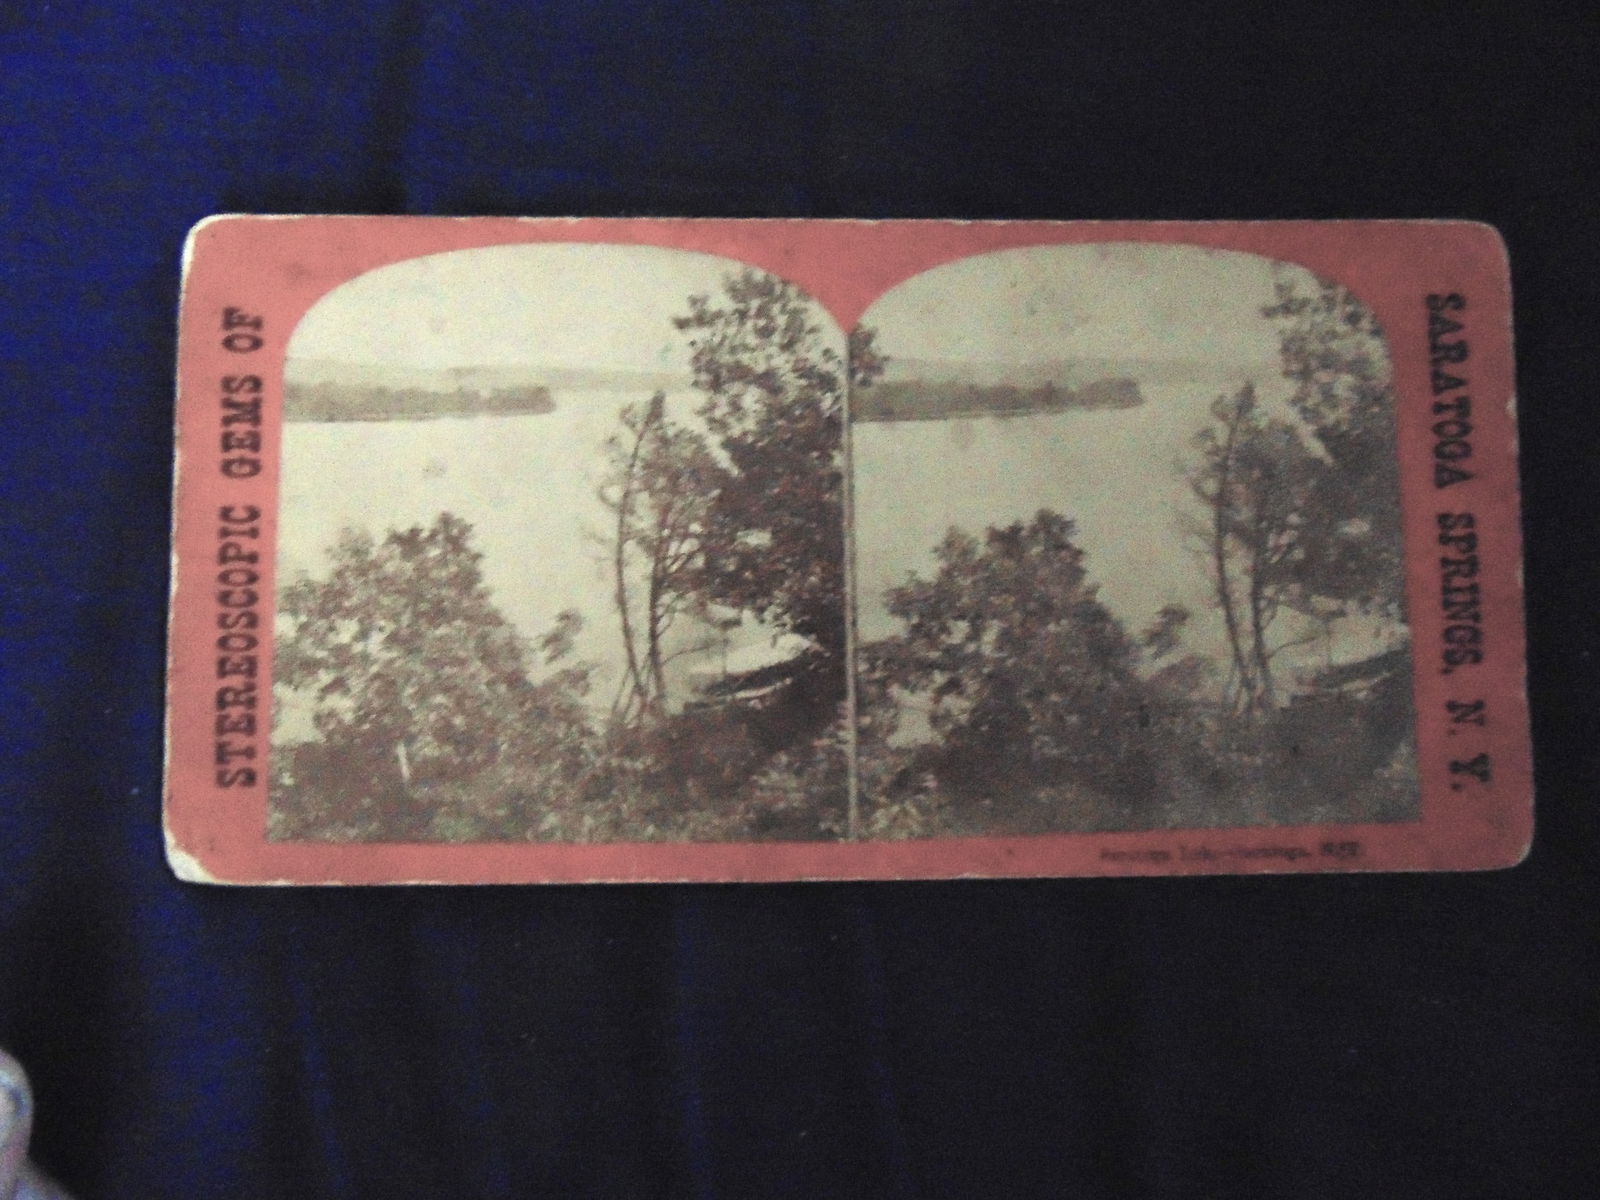 STEREOSCOPIC GEMS OF
SARATOGA SPRINGS, N. Y.